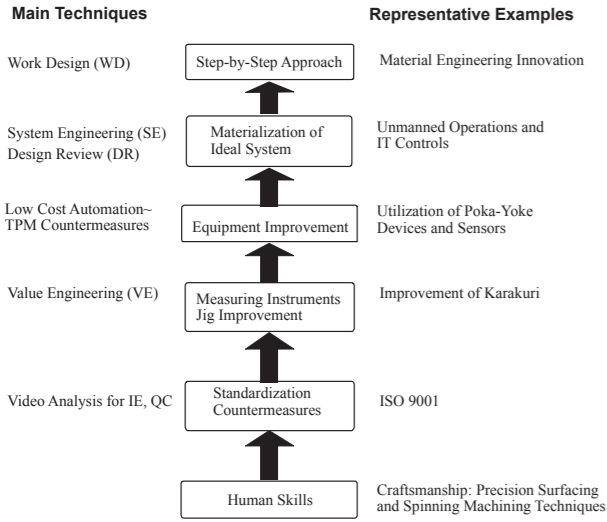 Main Techniques
Representative Examples
Work Design (WD)
Step-by-Step Approach
Material Engineering Innovation
System Engineering (SE)
Design Review (DR)
Materialization of
Ideal System
Unmanned Operations and
IT Controls
Low Cost Automation~
TPM Countermeasures
Equipment Improvement
Utilization of Poka-Yoke
Devices and Sensors
Value Engineering (VE)
Measuring Instruments
Jig Improvement
Improvement of Karakuri
Video Analysis for IE, QC
Standardization
Countermeasures
ISO 9001
Human Skills
Craftsmanship: Precision Surfacing
and Spinning Machining Techniques